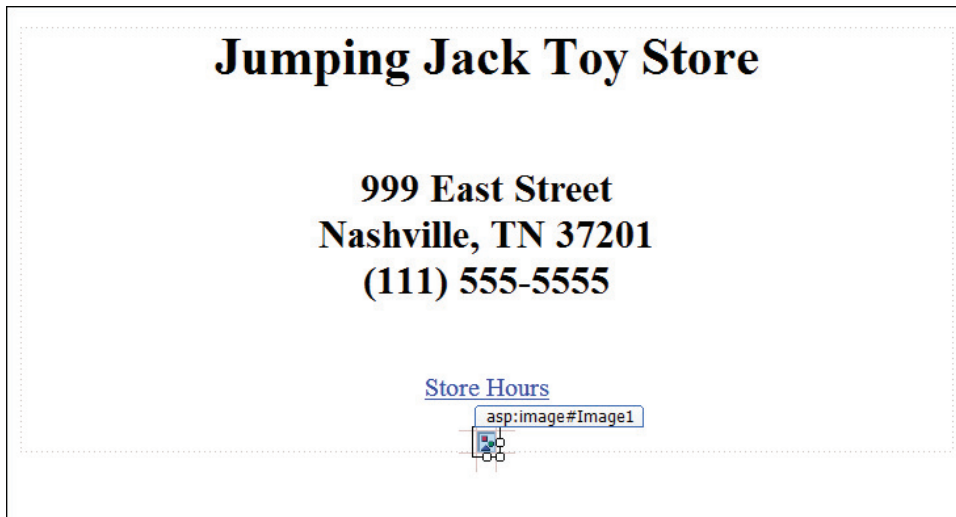 Jumping Jack Toy Store
999 East Street
Nashville, TN 37201
(111) 555-5555
Store Hours
asp:image#Image1